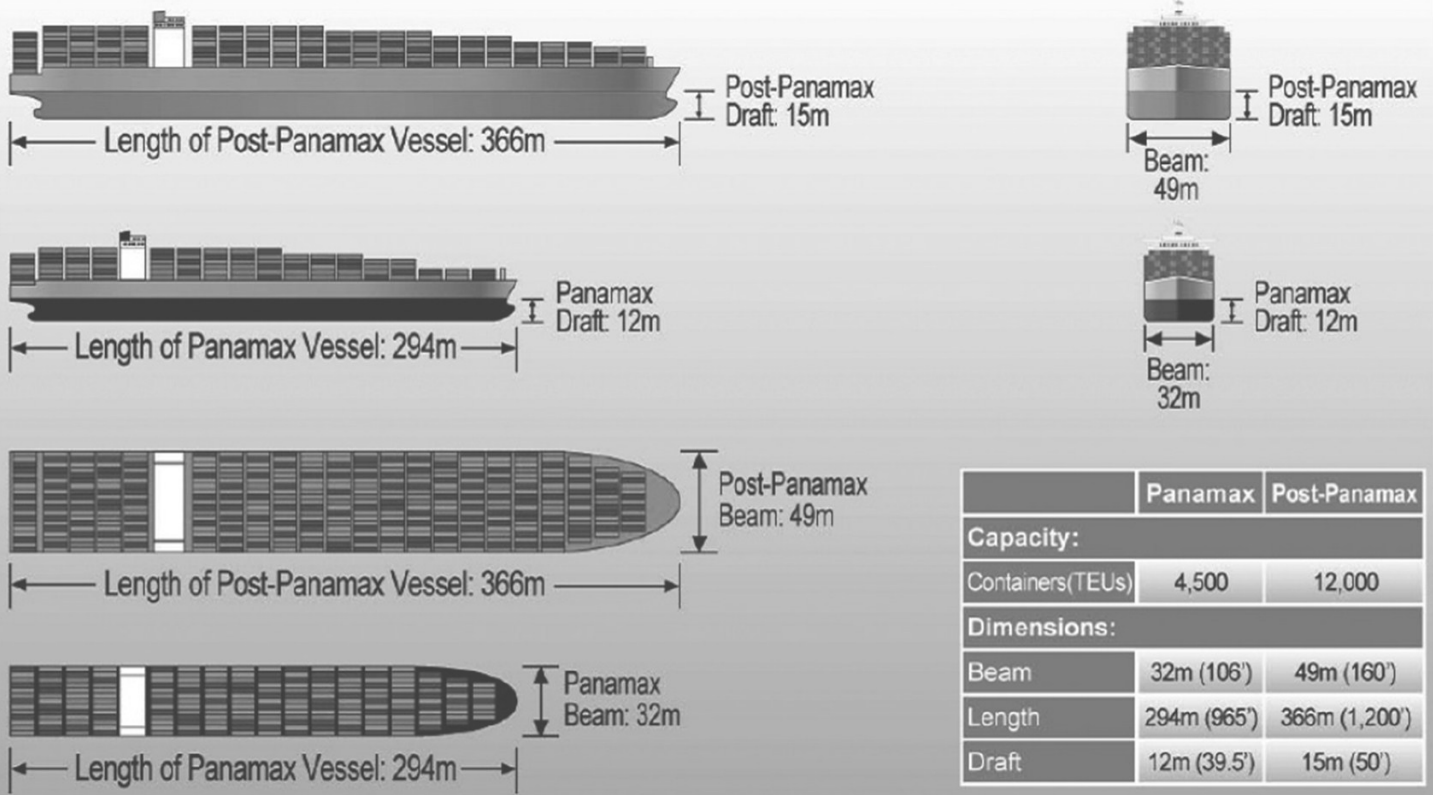 Post-Panamax
Draft: 15m
Length of Post-Panamax Vessel: 366m
Post-Panamax
Draft: 15m
Beam:
49m
Panamax
Draft: 12m
Length of Panamax Vessel: 294m
Panamax
Draft: 12m
Beam:
32m
Post-Panamax
Beam: 49m
Length of Post-Panamax Vessel: 366m
Panamax
Beam: 32m
Length of Panamax Vessel: 294m
Panamax Post-Panamax
Capacity:
Containers(TEUs) 4,500 12,000
Dimensions:
Beam 32m (106') 49m (160')
Length 294m (965') 366m (1,200')
Draft 12m (39.5') 15m (50')